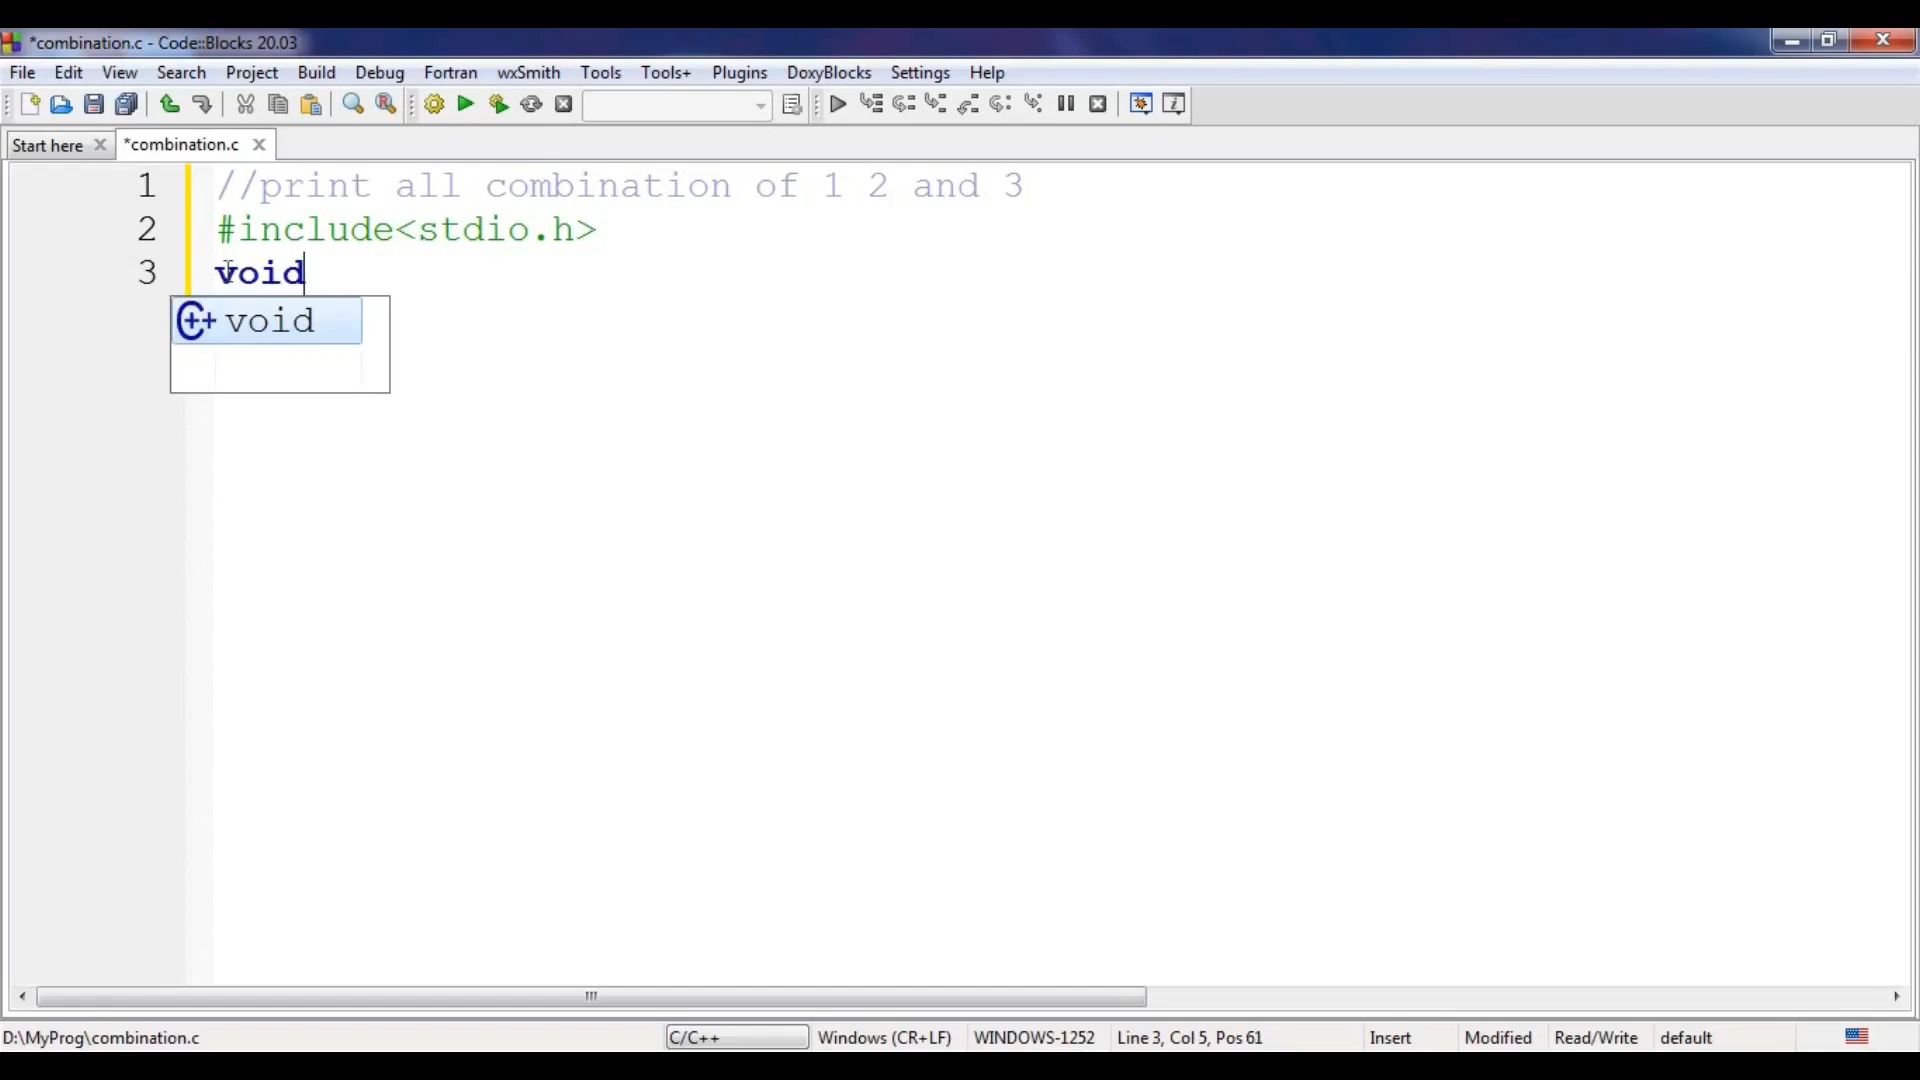 *combination.c - Code::Blocks 20.03
File Edit View Search Project Build Debug Fortran wxSmith Tools Tools+ Plugins DoxyBlocks Settings Help
Start here *combination.c
1 //print all combination of 1 2 and 3
2 #include<stdio.h>
3 void
void
D:\MyProg\combination.c C/C++ Windows (CR+LF) WINDOWS-1252 Line 3, Col 5, Pos 61 Insert Modified Read/Write default